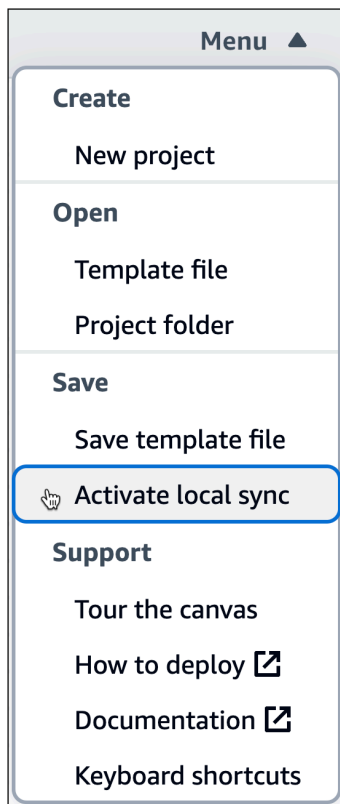 Menu
Create
New project
Open
Template file
Project folder
Save
Save template file
Activate local sync
Support
Tour the canvas
How to deploy
Documentation
Keyboard shortcuts